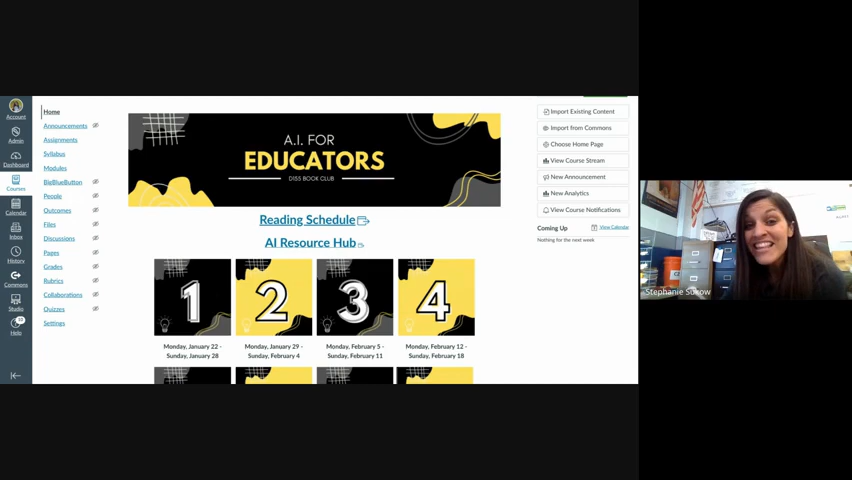 Account
Admin
Dashboard
Courses
Calendar
Inbox
History
Commons
Studio
Help
Home
Announcements
Assignments
Syllabus
Modules
BigBlueButton
People
Outcomes
Files
Discussions
Pages
Grades
Rubrics
Collaborations
Quizzes
Settings
A.I. FOR
EDUCATORS
D155 BOOK CLUB
Reading Schedule
AI Resource Hub
1
2
3
4
Monday, January 22 -
Sunday, January 28
Monday, January 29 -
Sunday, February 4
Monday, February 5 -
Sunday, February 11
Monday, February 12 -
Sunday, February 18
Import Existing Content
Import from Commons
Choose Home Page
View Course Stream
New Announcement
New Analytics
View Course Notifications
Coming Up
View Calendar
Nothing for the next week
Stephanie Sukow